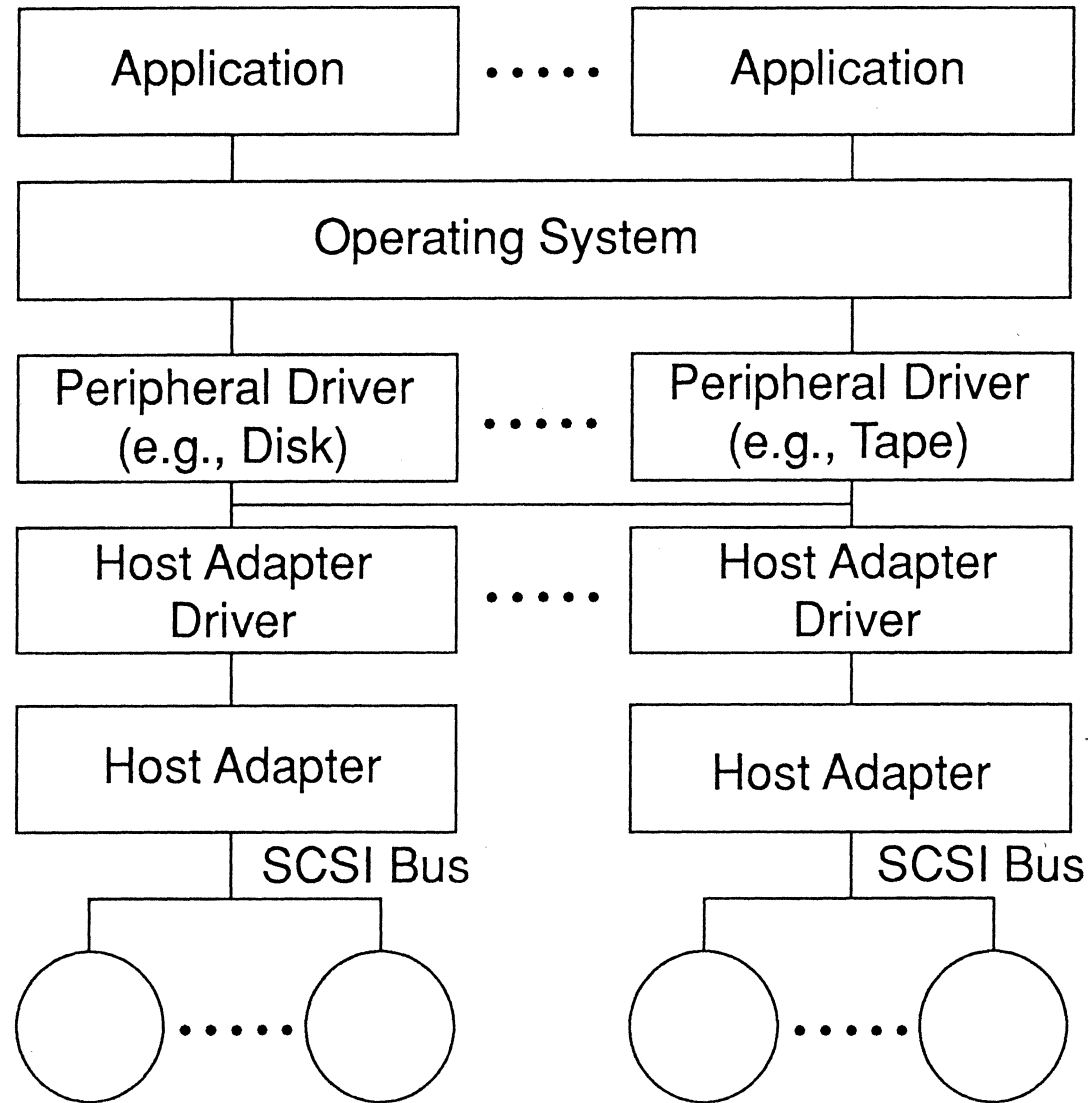 Application
Application
Operating System
Peripheral Driver
(e.g., Disk)
Peripheral Driver
(e.g., Tape)
Host Adapter
Driver
Host Adapter
Driver
Host Adapter
Host Adapter
SCSI Bus
SCSI Bus